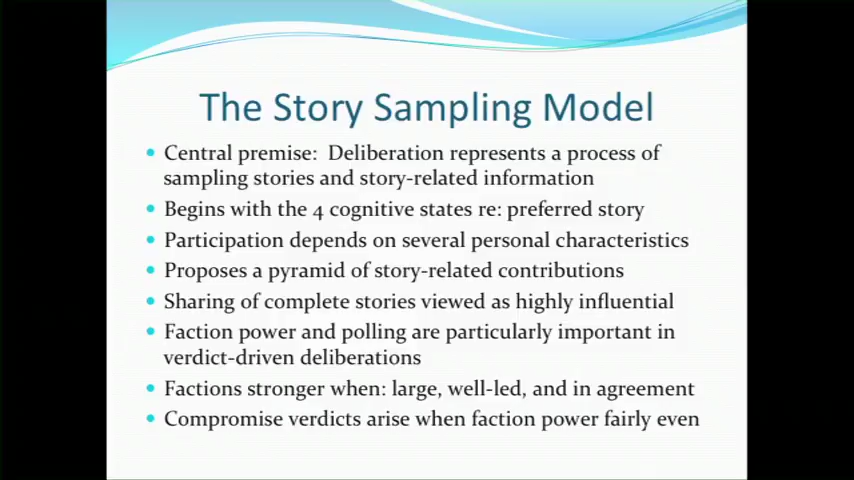 The Story Sampling Model
• Central premise:  Deliberation represents a process of
sampling stories and story-related information
• Begins with the 4 cognitive states re: preferred story
• Participation depends on several personal characteristics
• Proposes a pyramid of story-related contributions
• Sharing of complete stories viewed as highly influential
• Faction power and polling are particularly important in
verdict-driven deliberations
• Factions stronger when: large, well-led, and in agreement
• Compromise verdicts arise when faction power fairly even